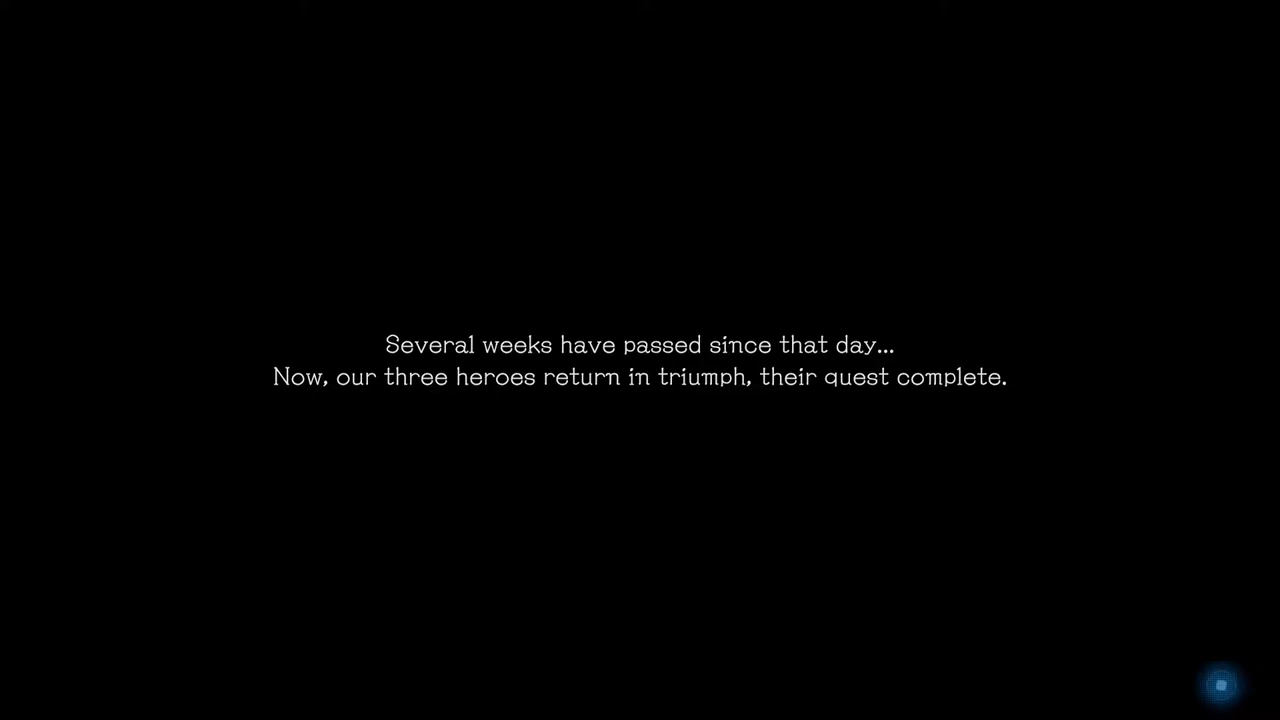 Several weeks have passed since that day...
Now, our three heroes return in triumph, their quest complete.